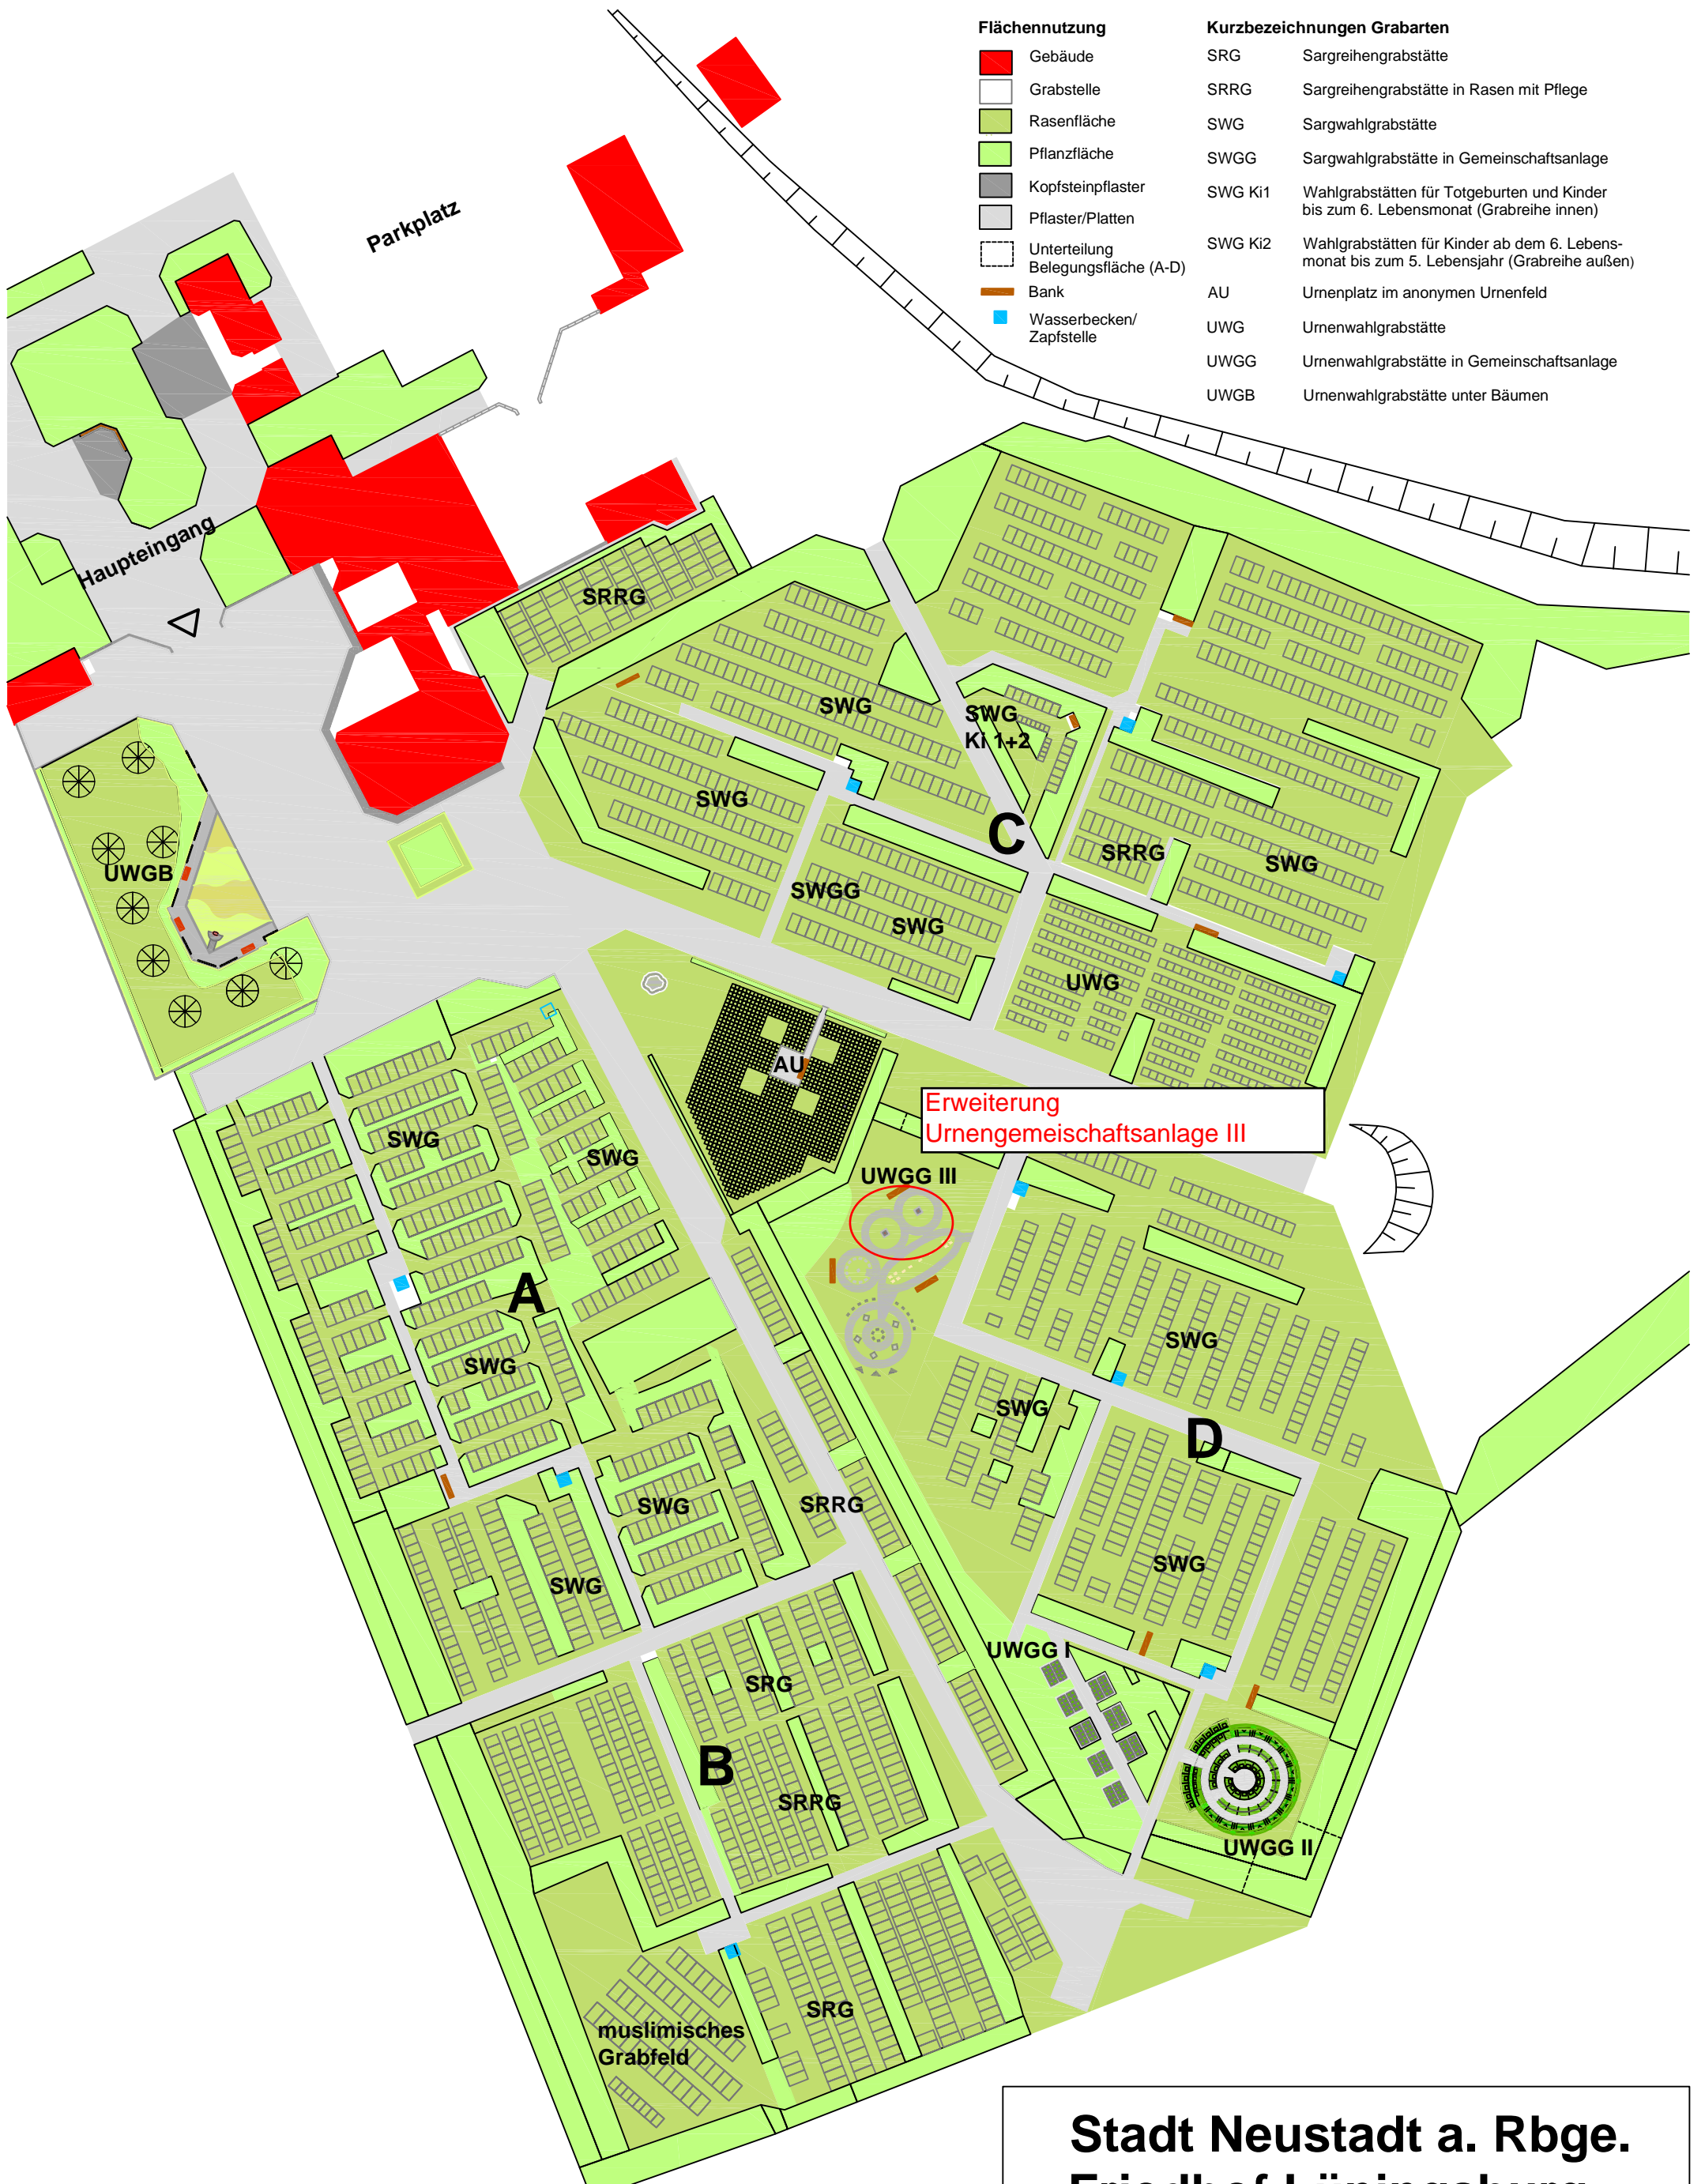 Flächennutzung
Gebäude
Grabstelle
Rasenfläche
Pflanzfläche
Kopfsteinpflaster
Pflaster/Platten
Unterteilung
Belegungsfläche (A-D)
Bank
Wasserbecken/
Zapfstelle
Kurzbezeichnungen Grabarten
SRG Sargreihengrabstätte
SRRG Sargreihengrabstätte in Rasen mit Pflege
SWG Sargwahlgrabstätte
SWGG Sargwahlgrabstätte in Gemeinschaftsanlage
SWG Ki1 Wahlgrabstätten für Totgeburten und Kinder
bis zum 6. Lebensmonat (Grabreihe innen)
SWG Ki2 Wahlgrabstätten für Kinder ab dem 6. Lebens-
monat bis zum 5. Lebensjahr (Grabreihe außen)
AU Urnenplatz im anonymen Urnenfeld
UWG Urnenwahlgrabstätte
UWGG Urnenwahlgrabstätte in Gemeinschaftsanlage
UWGB Urnenwahlgrabstätte unter Bäumen
Parkplatz
Haupteingang
SRRG
SWG
SWG
Ki 1+2
SWG
C
SRRG
SWG
UWGB
SWGG
SWG
UWG
AU
Erweiterung
Urnengemeischaftsanlage III
SWG
SWG
UWGG III
A
SWG
SWG
SWG
D
SWG
SRRG
SWG
SWG
UWGG I
SRG
B
SRRG
UWGG II
SRG
muslimisches
Grabfeld
Stadt Neustadt a. Rbge.
Friedhof Lüningsburg